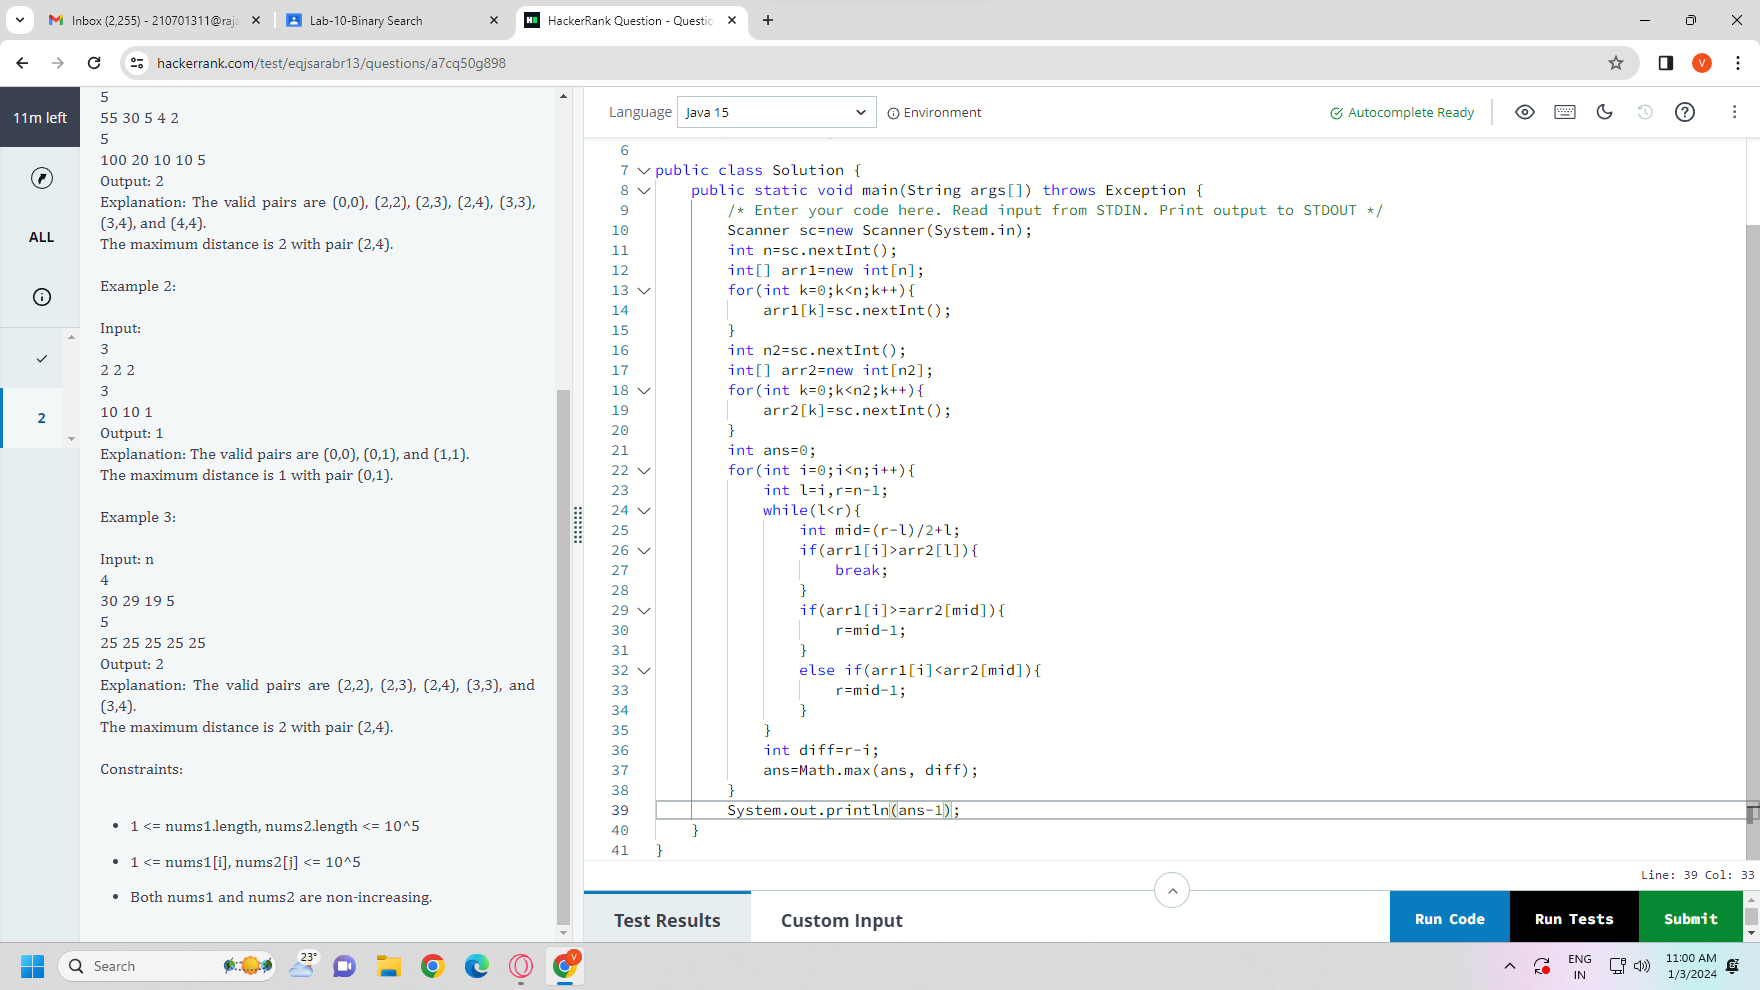 Inbox (2,255) - 210701311@raja
Lab-10-Binary Search
HackerRank Question - Questio
hackerrank.com/test/eqjsarabr13/questions/a7cq50g898
V
11m left
ALL
2
5
55 30 5 4 2
5
100 20 10 10 5
Output: 2
Explanation: The valid pairs are (0,0), (2,2), (2,3), (2,4), (3,3),
(3,4), and (4,4).
The maximum distance is 2 with pair (2,4).
Example 2:
Input:
3
2 2 2
3
10 10 1
Output: 1
Explanation: The valid pairs are (0,0), (0,1), and (1,1).
The maximum distance is 1 with pair (0,1).
Example 3:
Input: n
4
30 29 19 5
5
25 25 25 25 25
Output: 2
Explanation: The valid pairs are (2,2), (2,3), (2,4), (3,3), and
(3,4).
The maximum distance is 2 with pair (2,4).
Constraints:
• 1 <= nums1.length, nums2.length <= 10^5
• 1 <= nums1[i], nums2[j] <= 10^5
• Both nums1 and nums2 are non-increasing.
Language Java 15 Environment Autocomplete Ready
6
7 public class Solution {
8 public static void main(String args[]) throws Exception {
9 /* Enter your code here. Read input from STDIN. Print output to STDOUT */
10 Scanner sc=new Scanner(System.in);
11 int n=sc.nextInt();
12 int[] arr1=new int[n];
13 for(int k=0;k<n;k++){
14 arr1[k]=sc.nextInt();
15 }
16 int n2=sc.nextInt();
17 int[] arr2=new int[n2];
18 for(int k=0;k<n2;k++){
19 arr2[k]=sc.nextInt();
20 }
21 int ans=0;
22 for(int i=0;i<n;i++){
23 int l=i,r=n-1;
24 while(l<r){
25 int mid=(r-l)/2+l;
26 if(arr1[i]>arr2[l]){
27 break;
28 }
29 if(arr1[i]>=arr2[mid]){
30 r=mid-1;
31 }
32 else if(arr1[i]<arr2[mid]){
33 r=mid-1;
34 }
35 }
36 int diff=r-i;
37 ans=Math.max(ans, diff);
38 }
39 System.out.println(ans-1);
40 }
41 }
Line: 39 Col: 33
Test Results Custom Input Run Code Run Tests Submit
Search
23°
V
ENG
IN
11:00 AM
1/3/2024